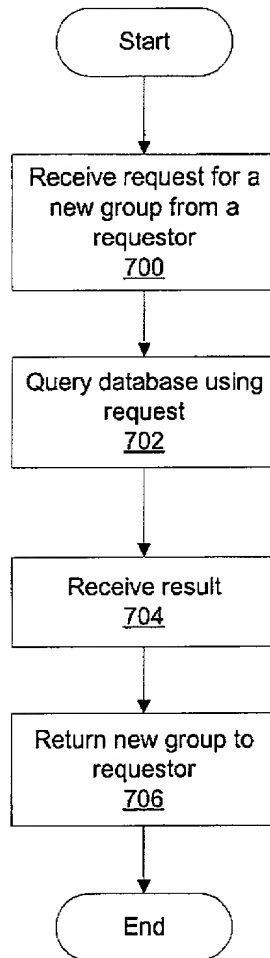 Start
Receive request for a
new group from a
requestor
700
Query database using
request
702
Receive result
704
Return new group to
requestor
706
End